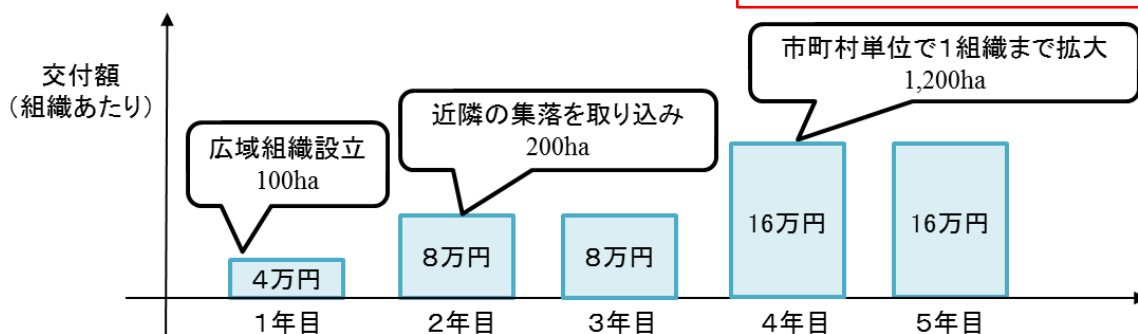 市町村単位で1組織まで拡大
1,200ha
交付額
(組織あたり)
近隣の集落を取り込み
200ha
広域組織設立
100ha
4万円
8万円
8万円
16万円
16万円
1年目
2年目
3年目
4年目
5年目